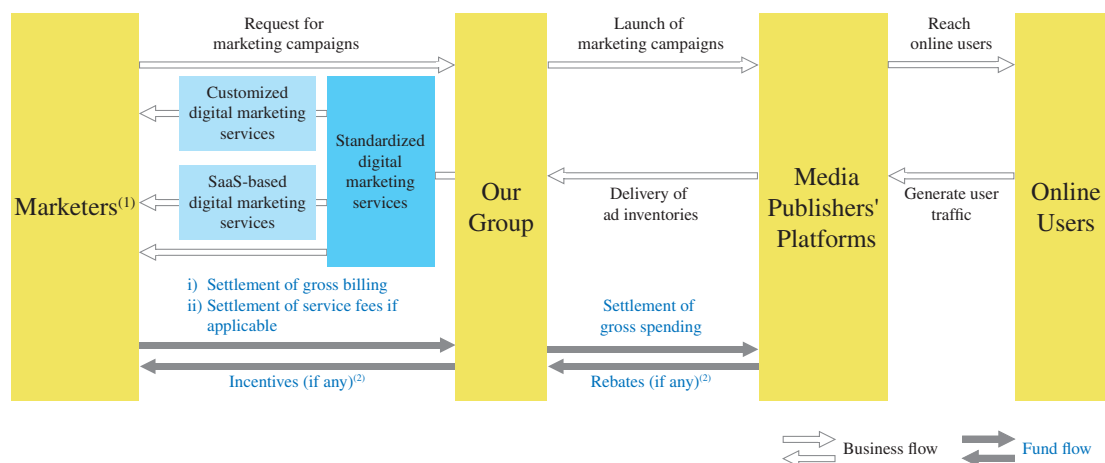 Request for
marketing campaigns
Launch of
marketing campaigns
Reach
online users
Customized
digital marketing
services
Standardized
digital
marketing
services
SaaS-based
digital marketing
services
Marketers(1)
Our
Group
Delivery of
ad inventories
Media
Publishers'
Platforms
Generate user
traffic
Online
Users
i) Settlement of gross billing
ii) Settlement of service fees if
applicable
Settlement of
gross spending
Incentives (if any)(2)
Rebates (if any)(2)
Business flow
Fund flow